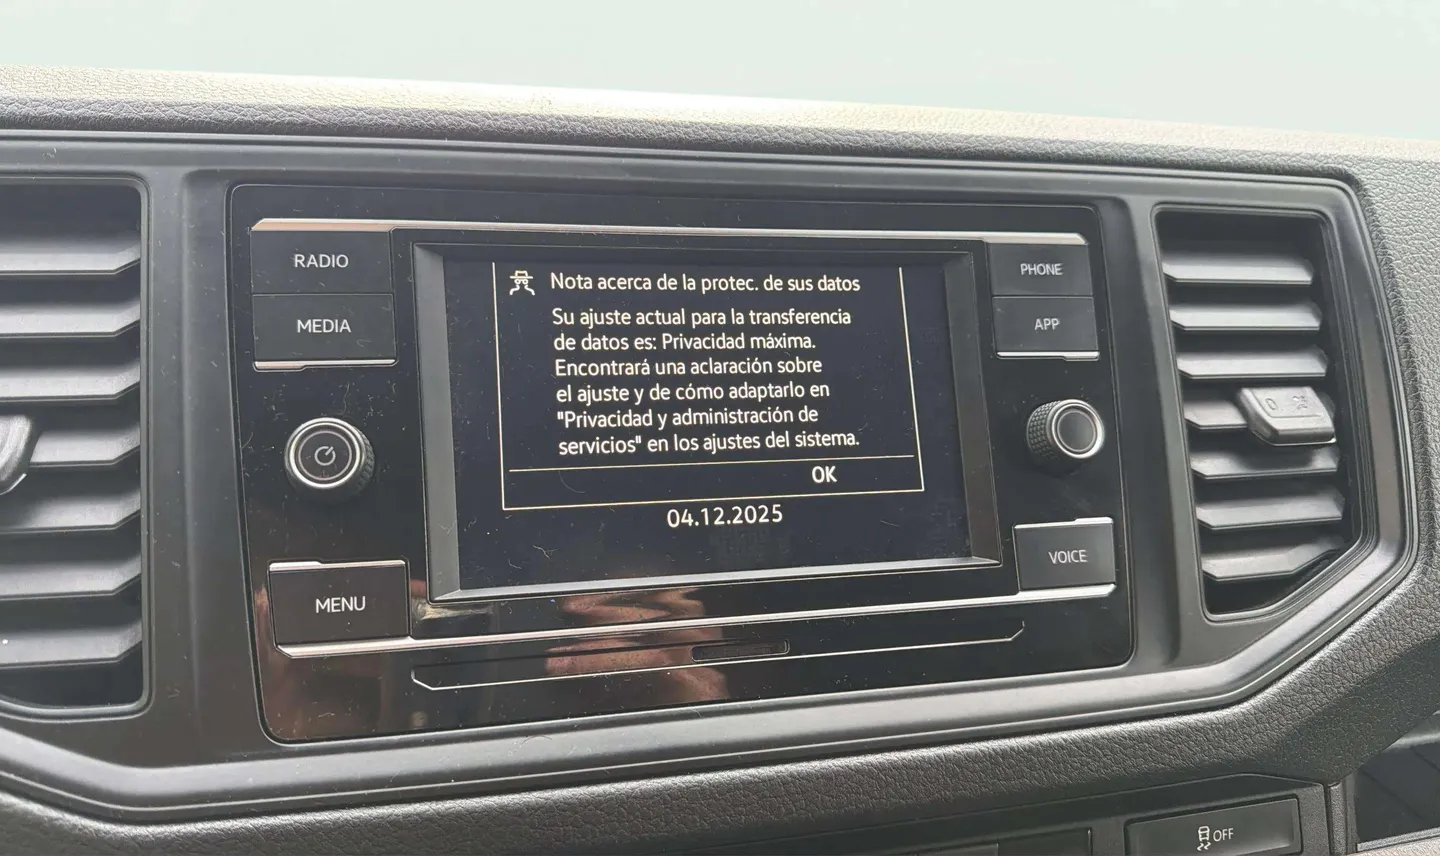 RADIO
MEDIA
MENU
Nota acerca de la protec. de sus datos
Su ajuste actual para la transferencia
de datos es: Privacidad máxima.
Encontrará una aclaración sobre
el ajuste y de cómo adaptarlo en
"Privacidad y administración de
servicios" en los ajustes del sistema.
OK
04.12.2025
PHONE
APP
VOICE
0
OFF